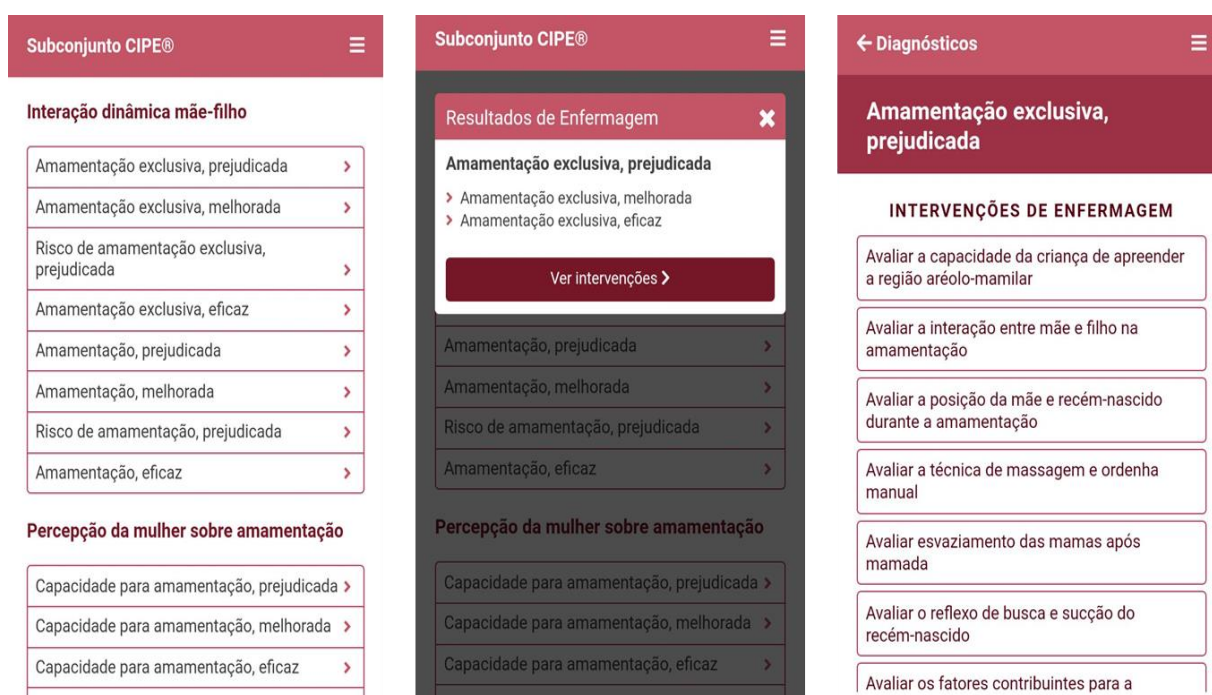 Subconjunto CIPE®
Interação dinâmica mãe-filho
Amamentação exclusiva, prejudicada
Amamentação exclusiva, melhorada
Risco de amamentação exclusiva,
prejudicada
Amamentação exclusiva, eficaz
Amamentação, prejudicada
Amamentação, melhorada
Risco de amamentação, prejudicada
Amamentação, eficaz
Percepção da mulher sobre amamentação
Capacidade para amamentação, prejudicada
Capacidade para amamentação, melhorada
Capacidade para amamentação, eficaz
Subconjunto CIPE®
Resultados de Enfermagem
Amamentação exclusiva, prejudicada
Amamentação exclusiva, melhorada
Amamentação exclusiva, eficaz
Ver intervenções
Amamentação, prejudicada
Amamentação, melhorada
Risco de amamentação, prejudicada
Amamentação, eficaz
Percepção da mulher sobre amamentação
Capacidade para amamentação, prejudicada
Capacidade para amamentação, melhorada
Capacidade para amamentação, eficaz
Diagnósticos
Amamentação exclusiva,
prejudicada
INTERVENÇÕES DE ENFERMAGEM
Avaliar a capacidade da criança de apreender
a região aréolo-mamilar
Avaliar a interação entre mãe e filho na
amamentação
Avaliar a posição da mãe e recém-nascido
durante a amamentação
Avaliar a técnica de massagem e ordenha
manual
Avaliar esvaziamento das mamas após
mamada
Avaliar o reflexo de busca e sucção do
recém-nascido
Avaliar os fatores contribuintes para a